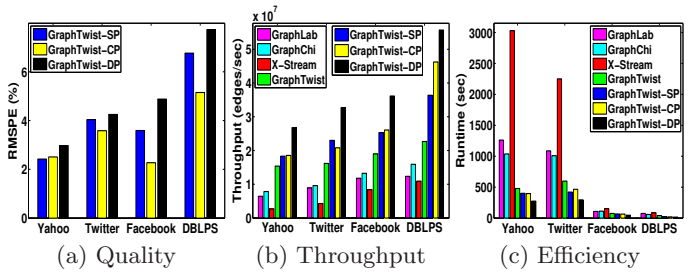 GraphTwist-SP
GraphTwist-CP
GraphTwist-DP
RMSPE (%)
6
4
2
0
Yahoo Twitter Facebook DBLPS
(a) Quality
x 10^7
GraphLab
GraphChi
X-Stream
GraphTwist
GraphTwist-SP
GraphTwist-CP
GraphTwist-DP
Throughput (edges/sec)
5
4
3
2
1
0
Yahoo Twitter Facebook DBLPS
(b) Throughput
GraphLab
GraphChi
X-Stream
GraphTwist
GraphTwist-SP
GraphTwist-CP
GraphTwist-DP
Runtime (sec)
3000
2500
2000
1500
1000
500
0
Yahoo Twitter Facebook DBLPS
(c) Efficiency